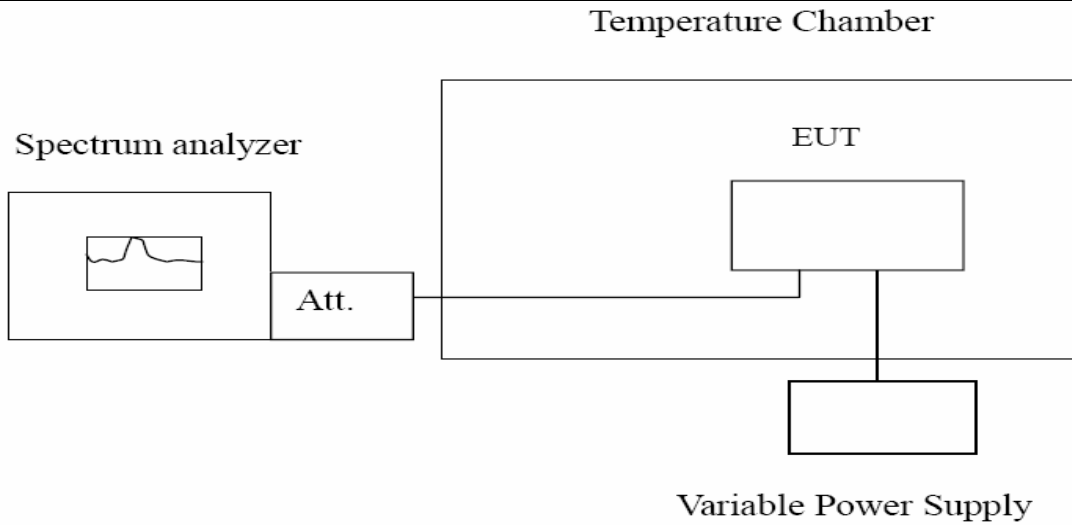 Temperature Chamber
Spectrum analyzer
EUT
Att.
Variable Power Supply